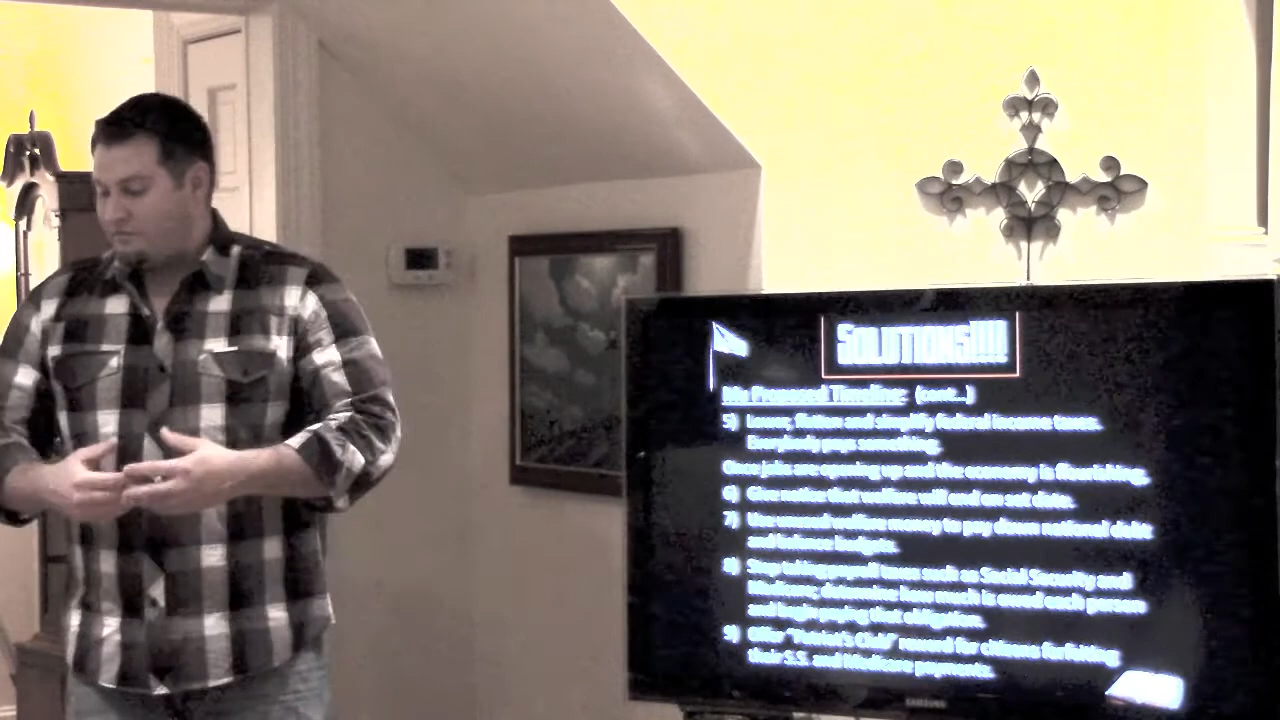 SOLUTIONS!!!!
My Proposed Timeline: (cont...)
5) Lower, flatten and simplify federal income taxes.
Everybody pays something.
Once jobs are opening up and the economy is flourishing,
6) Give notice that welfare will end on set date.
7) Use unused welfare money to pay down national debt
and balance budgets.
8) Stop taking payroll taxes such as Social Security and
Medicare, determine how much is owed each person
and begin paying that obligation.
9) Offer "Patriot's Club" reward for citizens forfeiting
their S.S. and Medicare payments.
SAMSUNG